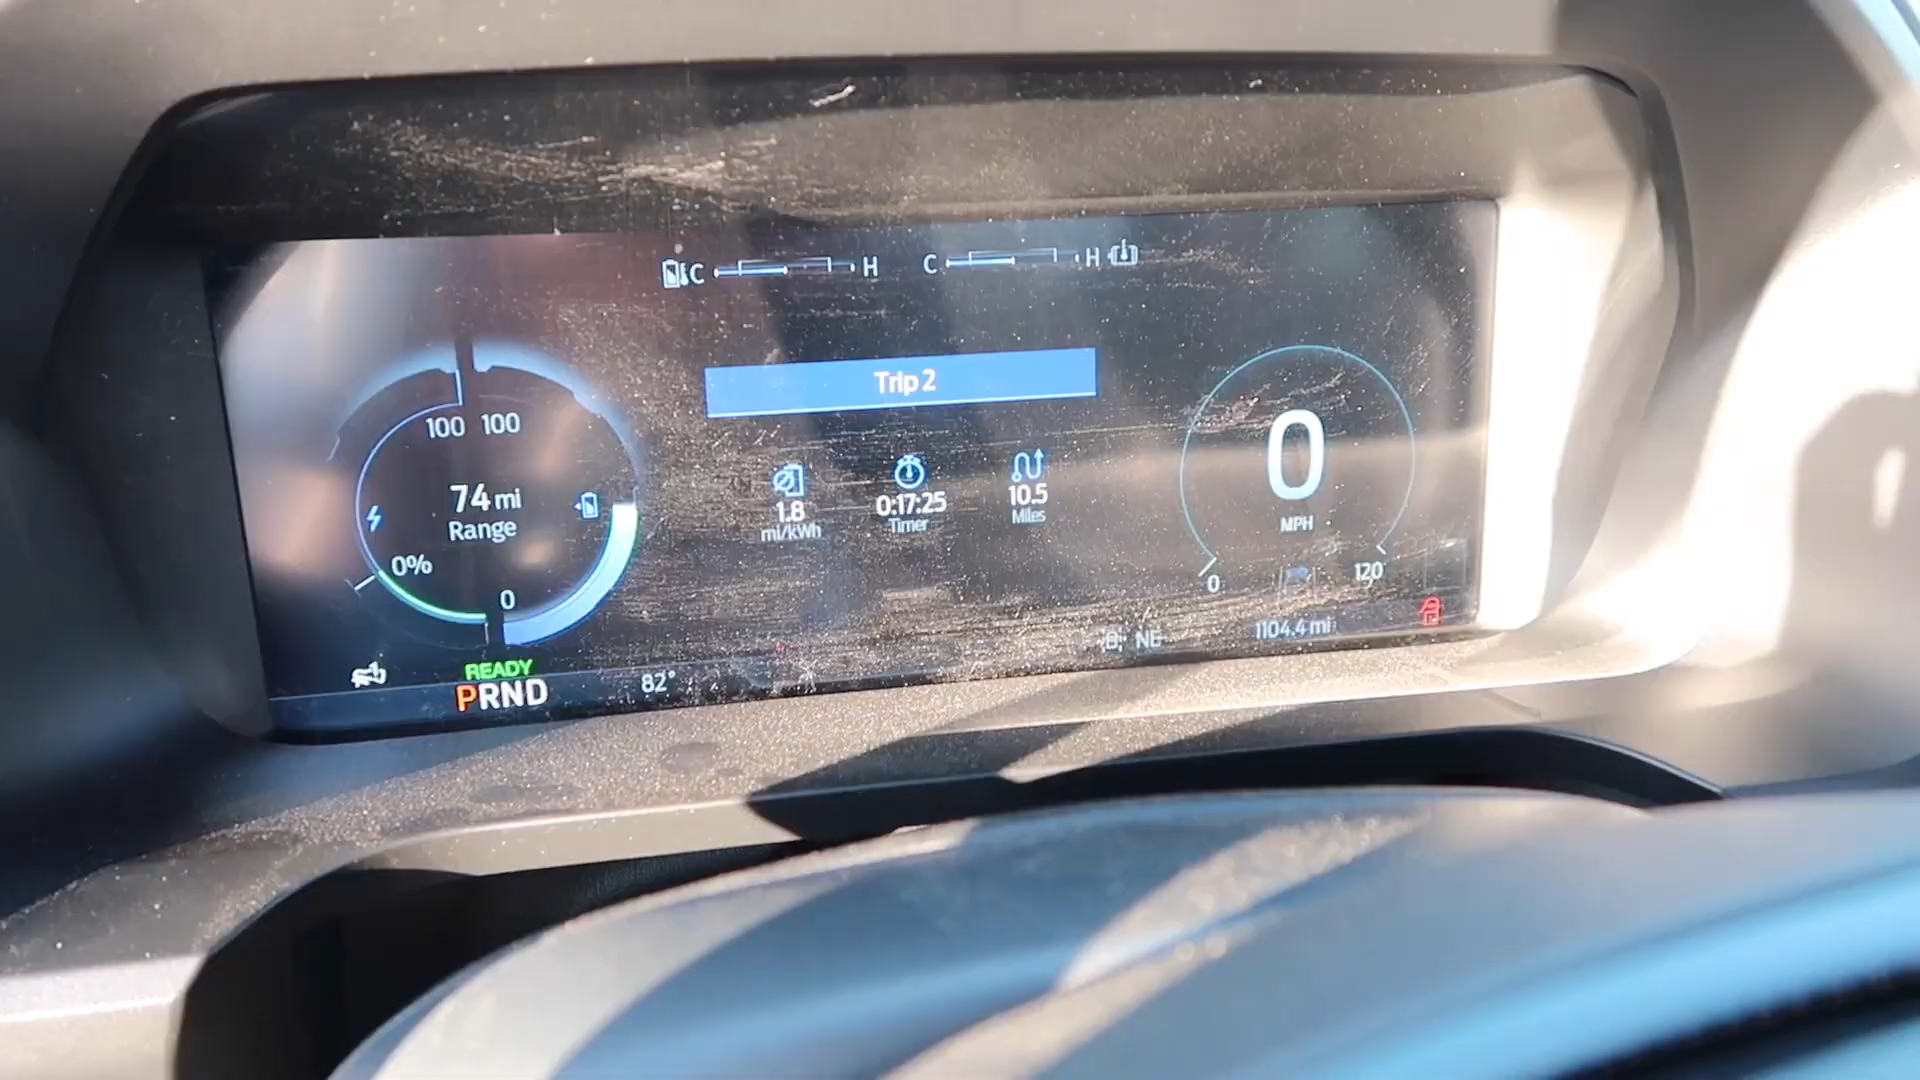 C H C H
Trip 2
100 100
74 mi
Range
0%
0
1.8
mi/kWh
0:17:25
Timer
10.5
Miles
0
MPH
0 120
NE 1104.4 mi
READY
PRND
82°